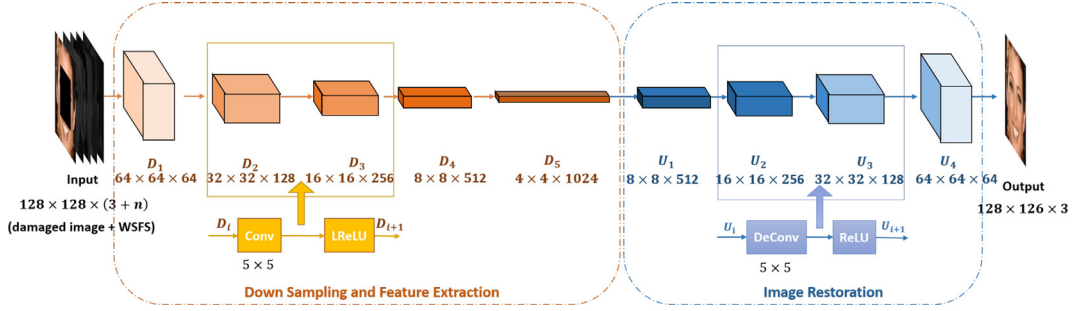 D1
D2
D3
D4
D5
U1
U2
U3
U4
Input
64 × 64 × 64
32 × 32 × 128
16 × 16 × 256
8 × 8 × 512
4 × 4 × 1024
8 × 8 × 512
16 × 16 × 256
32 × 32 × 128
64 × 64 × 64
Output
128 × 128 × (3 + n)
128 × 126 × 3
(damaged image + WSFS)
Di
Conv
LReLU
Di+1
5 × 5
Ui
DeConv
ReLU
Ui+1
5 × 5
Down Sampling and Feature Extraction
Image Restoration